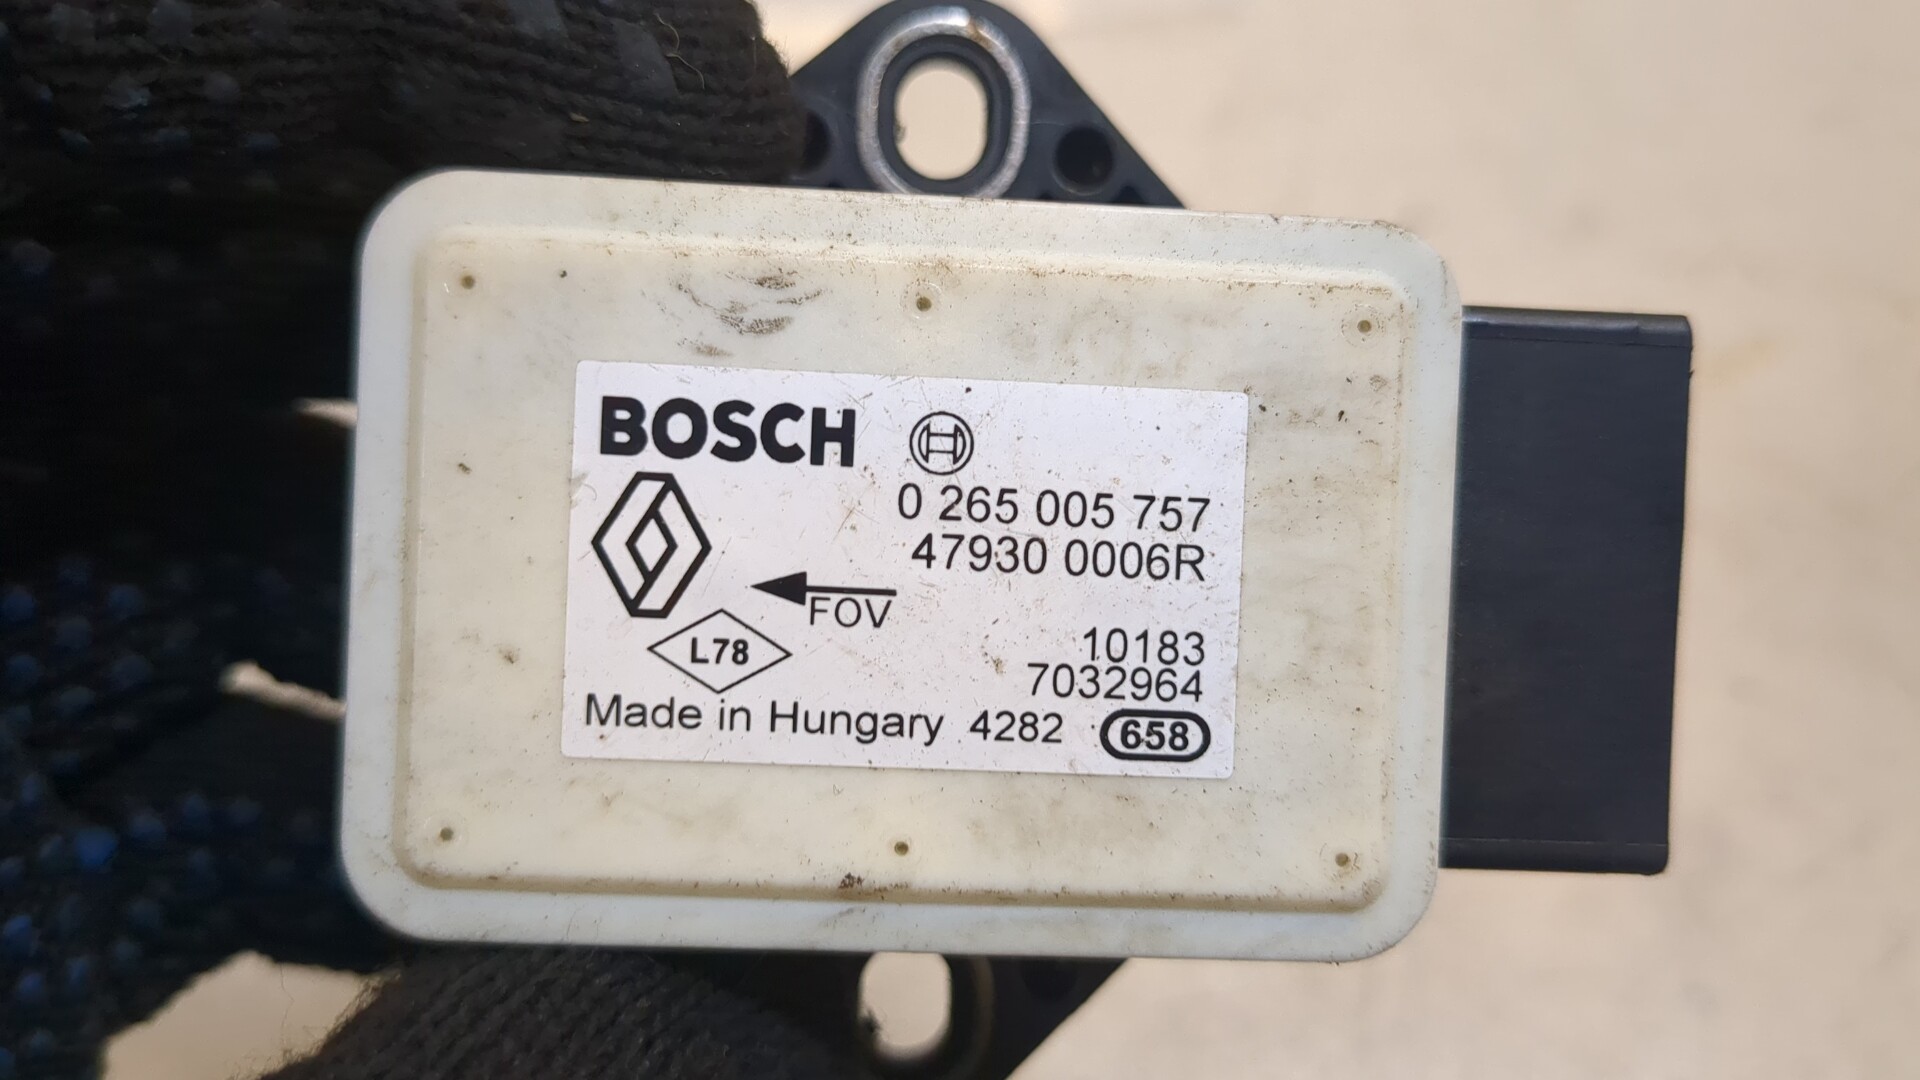 BOSCH
0 265 005 757
47930 0006R
FOV
L78
10183
7032964
Made in Hungary 4282 658